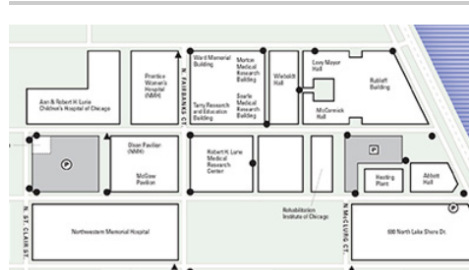 Ward Memorial
Building
Morton
Medical
Research
Building
Wieboldt
Hall
Levy Mayer
Hall
Rubloff
Building
Prentice
Women's
Hospital
(NMH)
N. FAIRBANKS CT.
Ann & Robert H. Lurie
Children's Hospital of Chicago
Tarry Research
and Education
Building
Searle
Medical
Research
Building
McCormick
Hall
Olson Pavilion
(NMH)
McGaw
Pavilion
Robert H. Lurie
Medical
Research
Center
P
P
Heating
Plant
Abbott
Hall
Rehabilitation
Institute of Chicago
N. ST. CLAIR ST.
N. McCLURG CT.
P
Northwestern Memorial Hospital
600 North Lake Shore Dr.